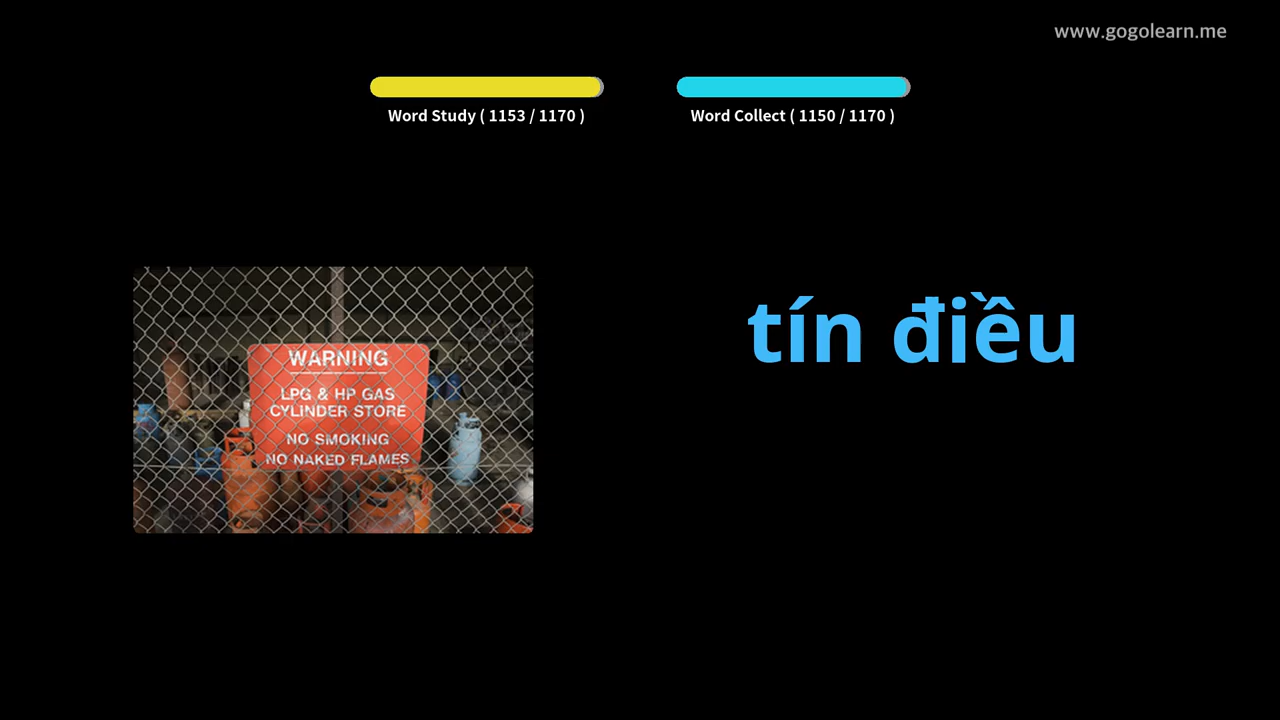 www.gogolearn.me
Word Study ( 1153 / 1170 )
Word Collect ( 1150 / 1170 )
WARNING
LPG & HP GAS
CYLINDER STORE
NO SMOKING
NO NAKED FLAMES
tín điều